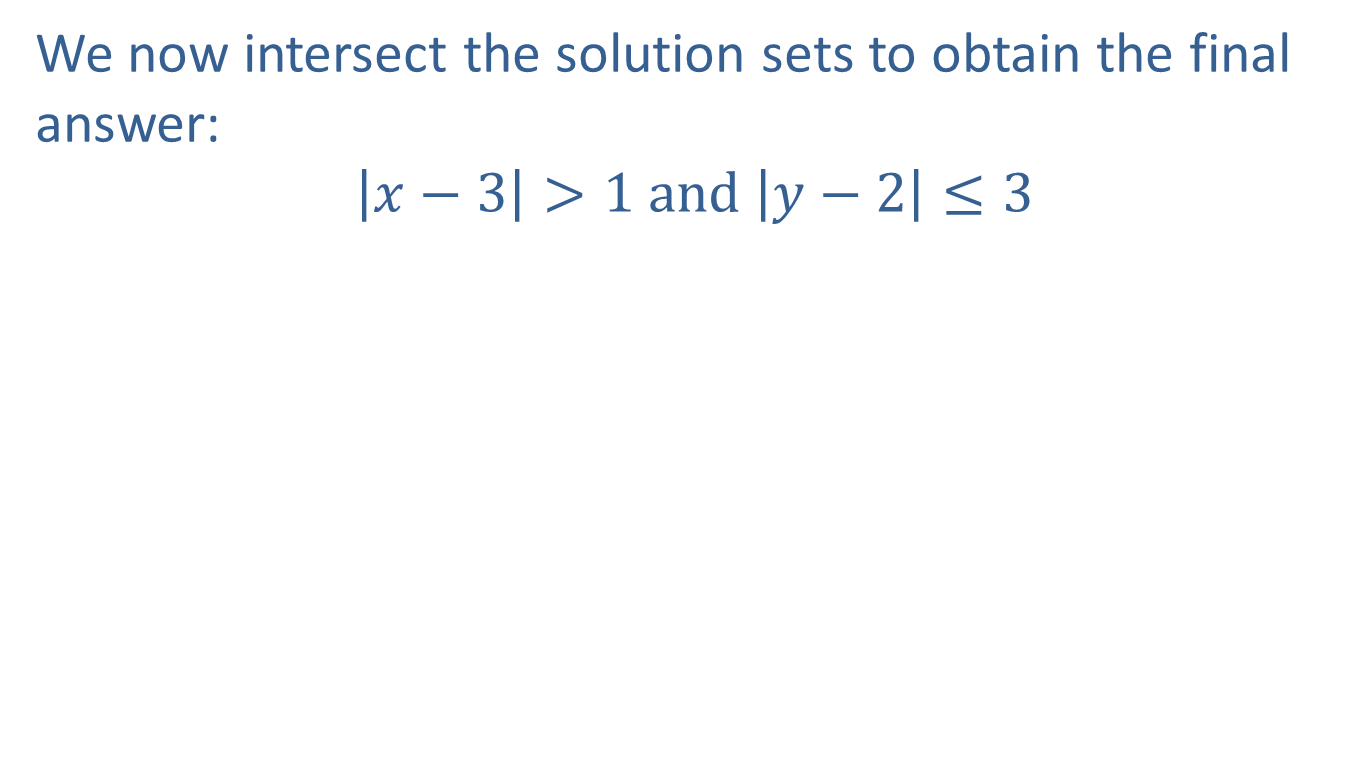 We now intersect the solution sets to obtain the final
answer:
|x − 3| > 1 and |y − 2| ≤ 3